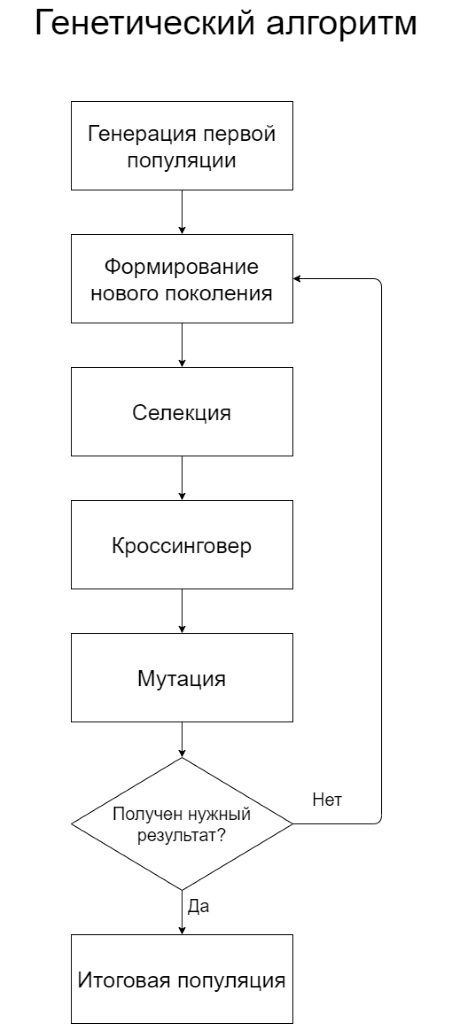 Генетический алгоритм
Генерация первой
популяции
Формирование
нового поколения
Селекция
Кроссинговер
Мутация
Получен нужный
результат?
Нет
Да
Итоговая популяция